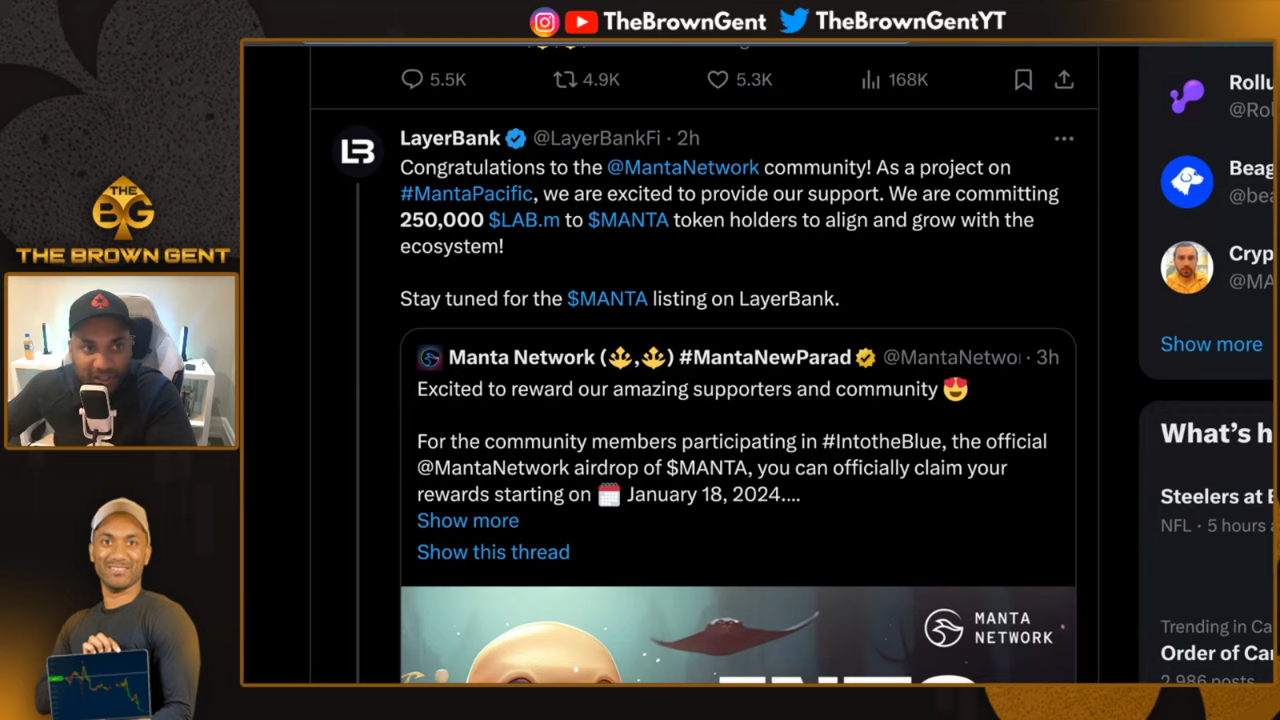 TheBrownGent TheBrownGentYT
5.5K 4.9K 5.3K 168K
THE
BG
THE BROWN GENT
LB
LayerBank @LayerBankFi · 2h
Congratulations to the @MantaNetwork community! As a project on
#MantaPacific, we are excited to provide our support. We are committing
250,000 $LAB.m to $MANTA token holders to align and grow with the
ecosystem!
Stay tuned for the $MANTA listing on LayerBank.
Manta Network (🔱,🔱) #MantaNewParad @MantaNetwo · 3h
Excited to reward our amazing supporters and community 😍
For the community members participating in #IntotheBlue, the official
@MantaNetwork airdrop of $MANTA, you can officially claim your
rewards starting on 📅 January 18, 2024....
Show more
Show this thread
MANTA
NETWORK
Rollu
@Rol
Beag
@bea
Cryp
@MA
Show more
What's h
Steelers at B
NFL · 5 hours a
Trending in Ca
Order of Ca
2,986 posts